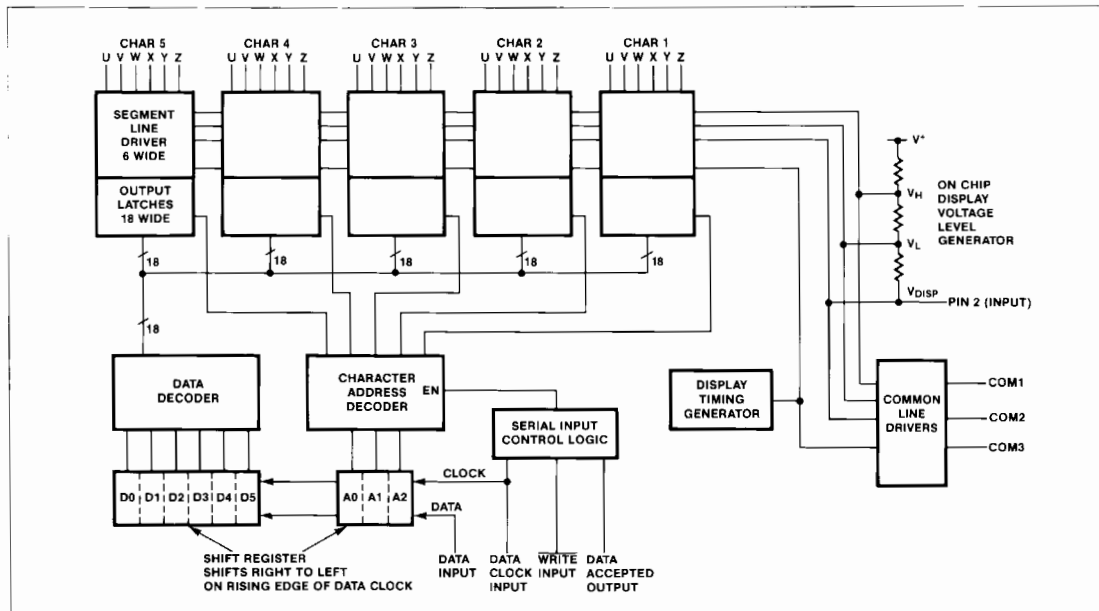 CHAR 5
U V W X Y Z
CHAR 4
U V W X Y Z
CHAR 3
U V W X Y Z
CHAR 2
U V W X Y Z
CHAR 1
U V W X Y Z
SEGMENT
LINE
DRIVER
6 WIDE
OUTPUT
LATCHES
18 WIDE
18
18
18
18
18
18
V+
VH
VL
VDISP
ON CHIP
DISPLAY
VOLTAGE
LEVEL
GENERATOR
PIN 2 (INPUT)
DATA
DECODER
CHARACTER
ADDRESS
DECODER
EN
SERIAL INPUT
CONTROL LOGIC
DISPLAY
TIMING
GENERATOR
COMMON
LINE
DRIVERS
COM1
COM2
COM3
D0 D1 D2 D3 D4 D5
A0 A1 A2
CLOCK
DATA
SHIFT REGISTER
SHIFTS RIGHT TO LEFT
ON RISING EDGE OF DATA CLOCK
DATA
INPUT
DATA
CLOCK
INPUT
WRITE
INPUT
DATA
ACCEPTED
OUTPUT